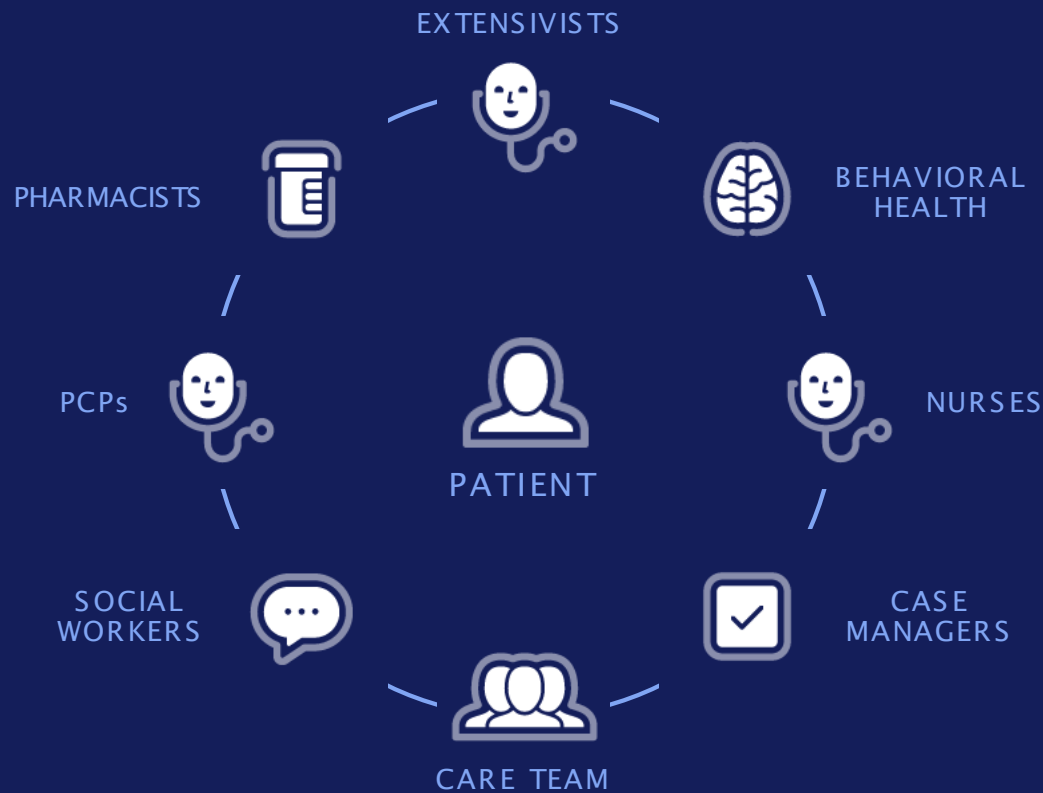 EXTENSIVISTS
PHARMACISTS
BEHAVIORAL
HEALTH
PCPs
NURSES
PATIENT
SOCIAL
WORKERS
CASE
MANAGERS
CARE TEAM